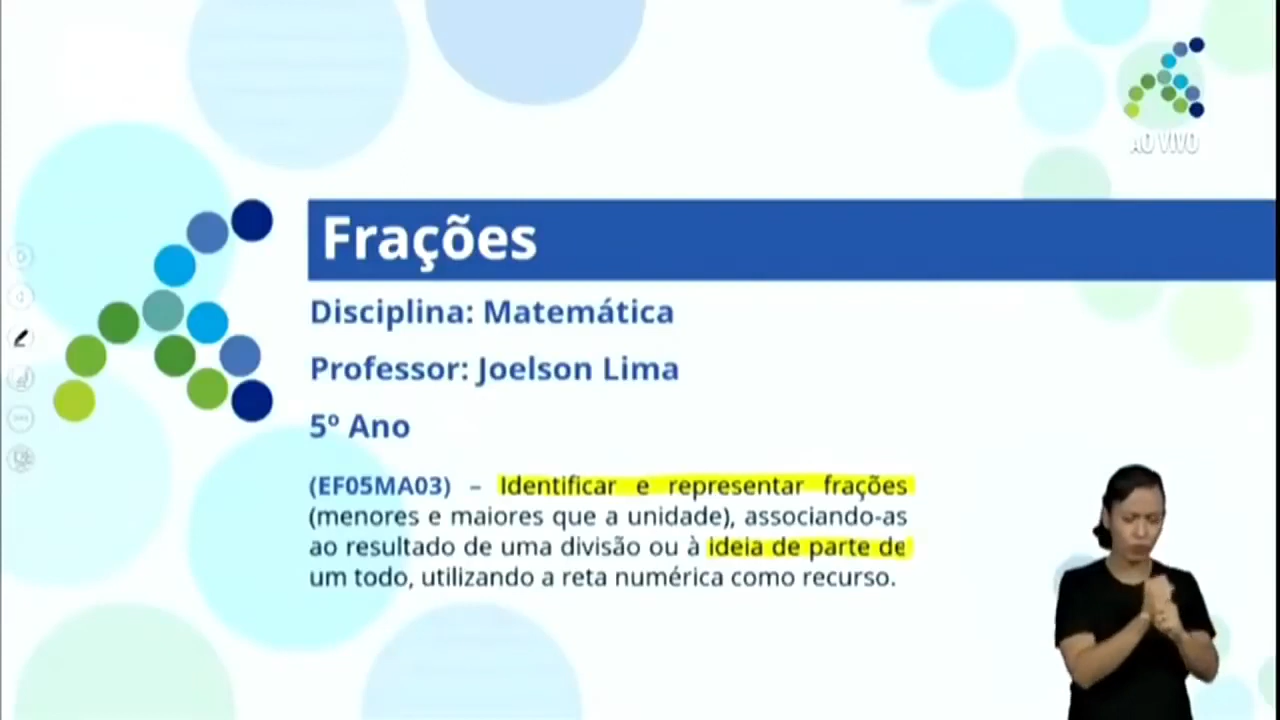 AO VIVO
Frações
Disciplina: Matemática
Professor: Joelson Lima
5º Ano
(EF05MA03) – Identificar e representar frações
(menores e maiores que a unidade), associando-as
ao resultado de uma divisão ou à ideia de parte de
um todo, utilizando a reta numérica como recurso.